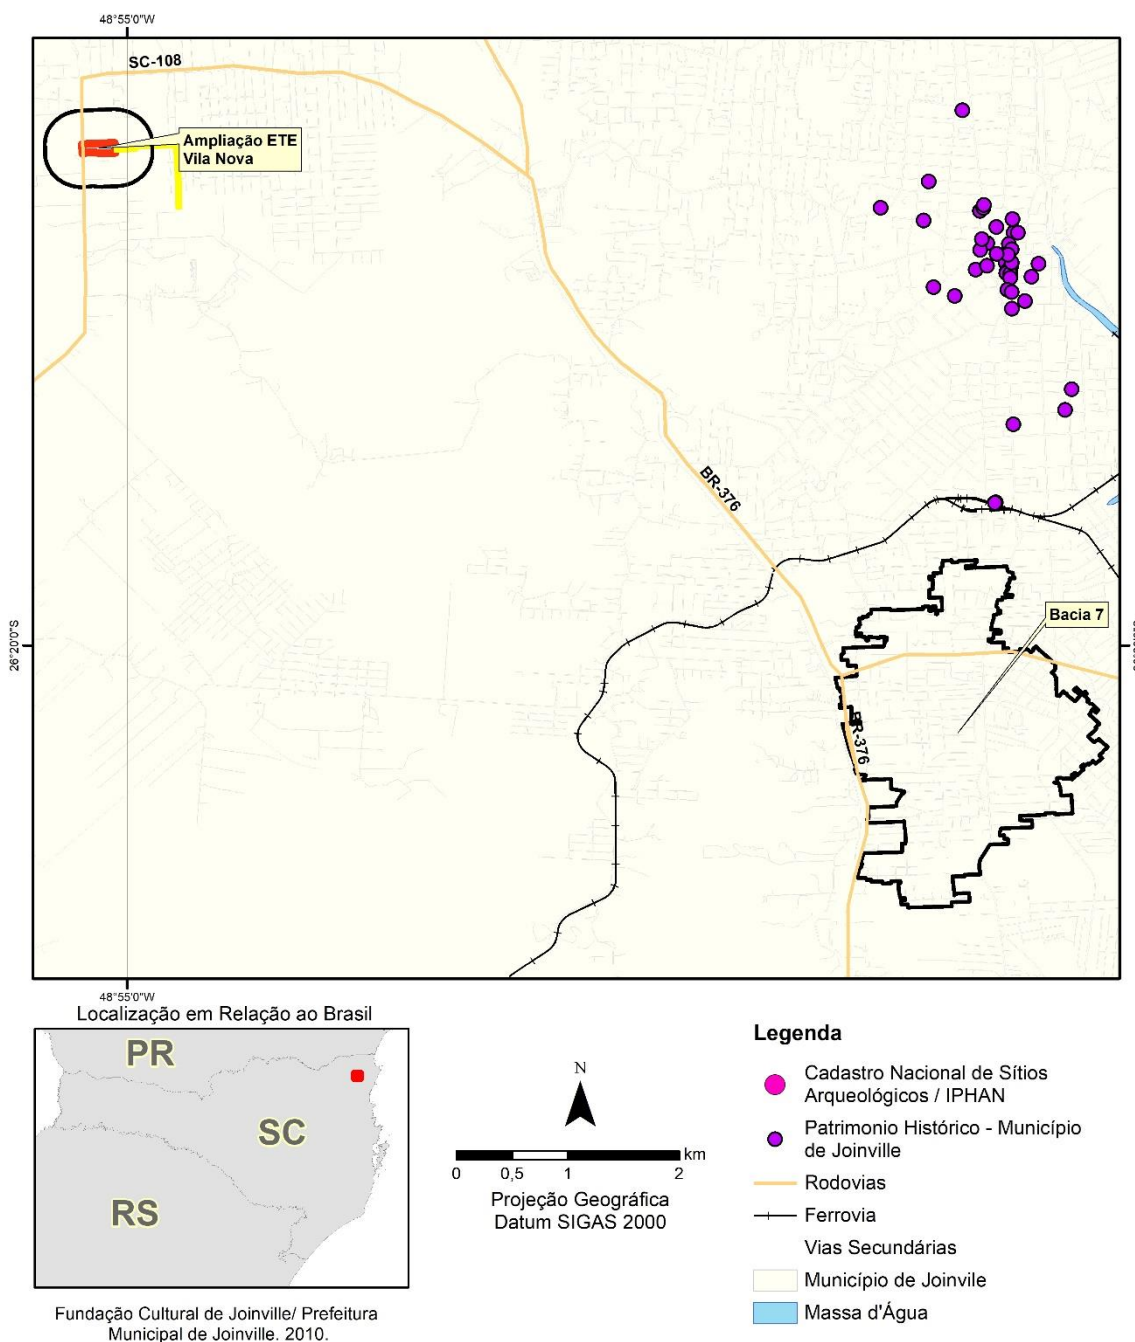 48°55'0"W
SC-108
Ampliação ETE
Vila Nova
BR-376
Bacia 7
26°20'0"S
BR-376
48°55'0"W
Localização em Relação ao Brasil
PR
SC
RS
Fundação Cultural de Joinville/ Prefeitura
Municipal de Joinville. 2010.
N
0 0,5 1 2 km
Projeção Geográfica
Datum SIGAS 2000
Legenda
Cadastro Nacional de Sítios
Arqueológicos / IPHAN
Patrimonio Histórico - Município
de Joinville
Rodovias
Ferrovia
Vias Secundárias
Município de Joinvile
Massa d'Água